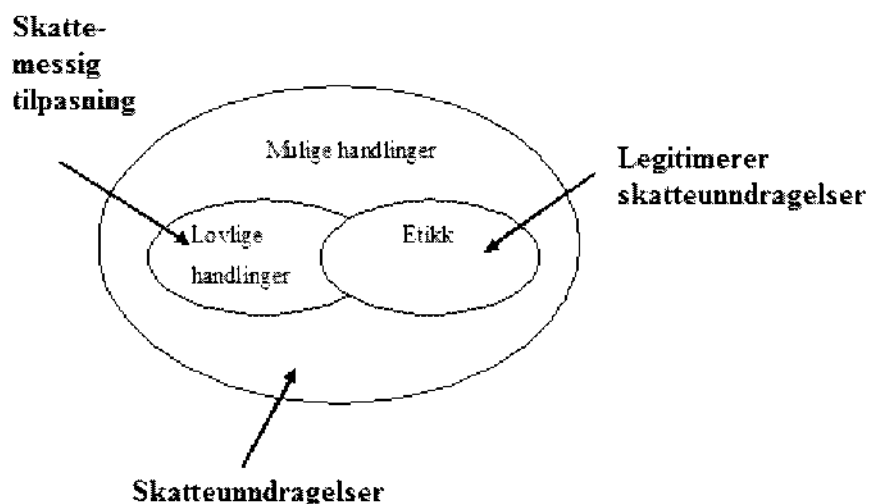 Skatte-
messig
tilpasning
Mulige handlinger
Legitimerer
skatteunndragelser
Lovlige
handlinger
Etikk
Skatteunndragelser